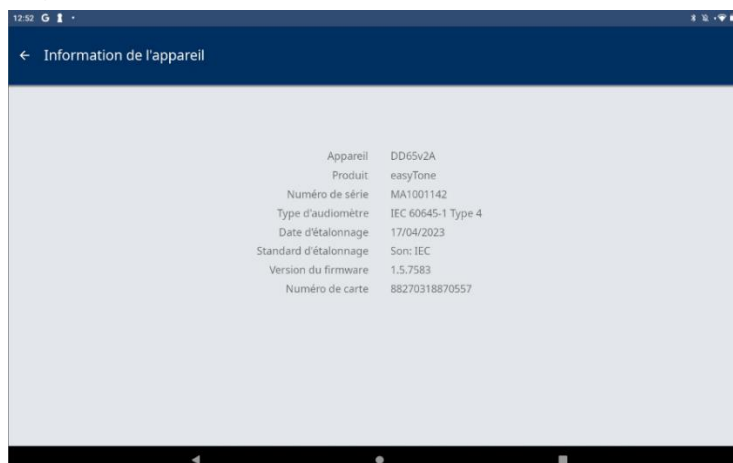 12:52 G
Information de l'appareil
Appareil DD65v2A
Produit easyTone
Numéro de série MA1001142
Type d'audiomètre IEC 60645-1 Type 4
Date d'étalonnage 17/04/2023
Standard d'étalonnage Son: IEC
Version du firmware 1.5.7583
Numéro de carte 88270318870557